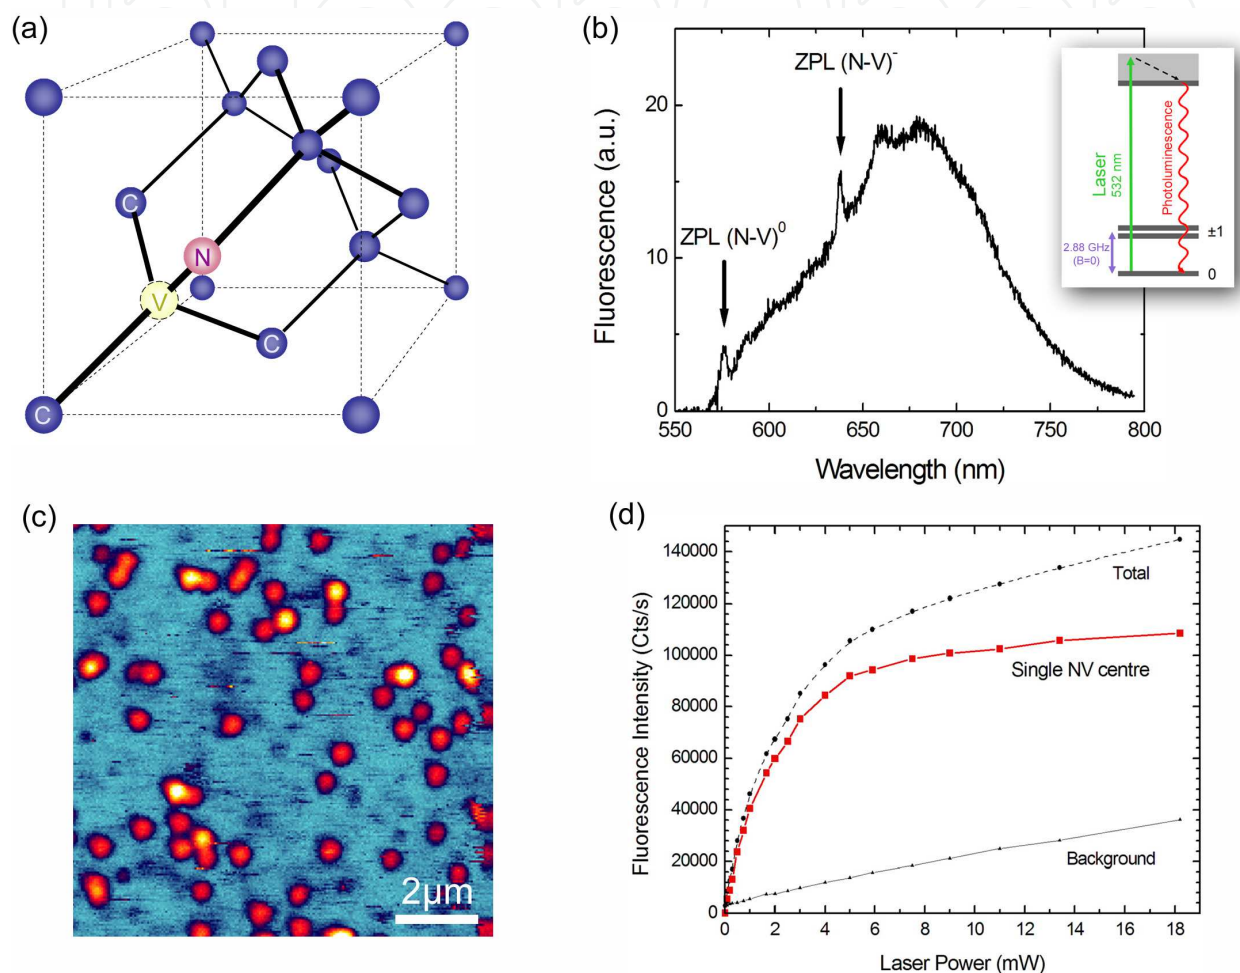 (a)
C
N
V
C
C
(b)
ZPL (N-V)⁻
ZPL (N-V)⁰
Fluorescence (a.u.)
20
10
0
550 600 650 700 750 800
Wavelength (nm)
Laser
532 nm
Photoluminescence
2.88 GHz
(B=0)
±1
0
(c)
2μm
(d)
Fluorescence Intensity (Cts/s)
140000
120000
100000
80000
60000
40000
20000
0
Total
Single NV centre
Background
0 2 4 6 8 10 12 14 16 18
Laser Power (mW)